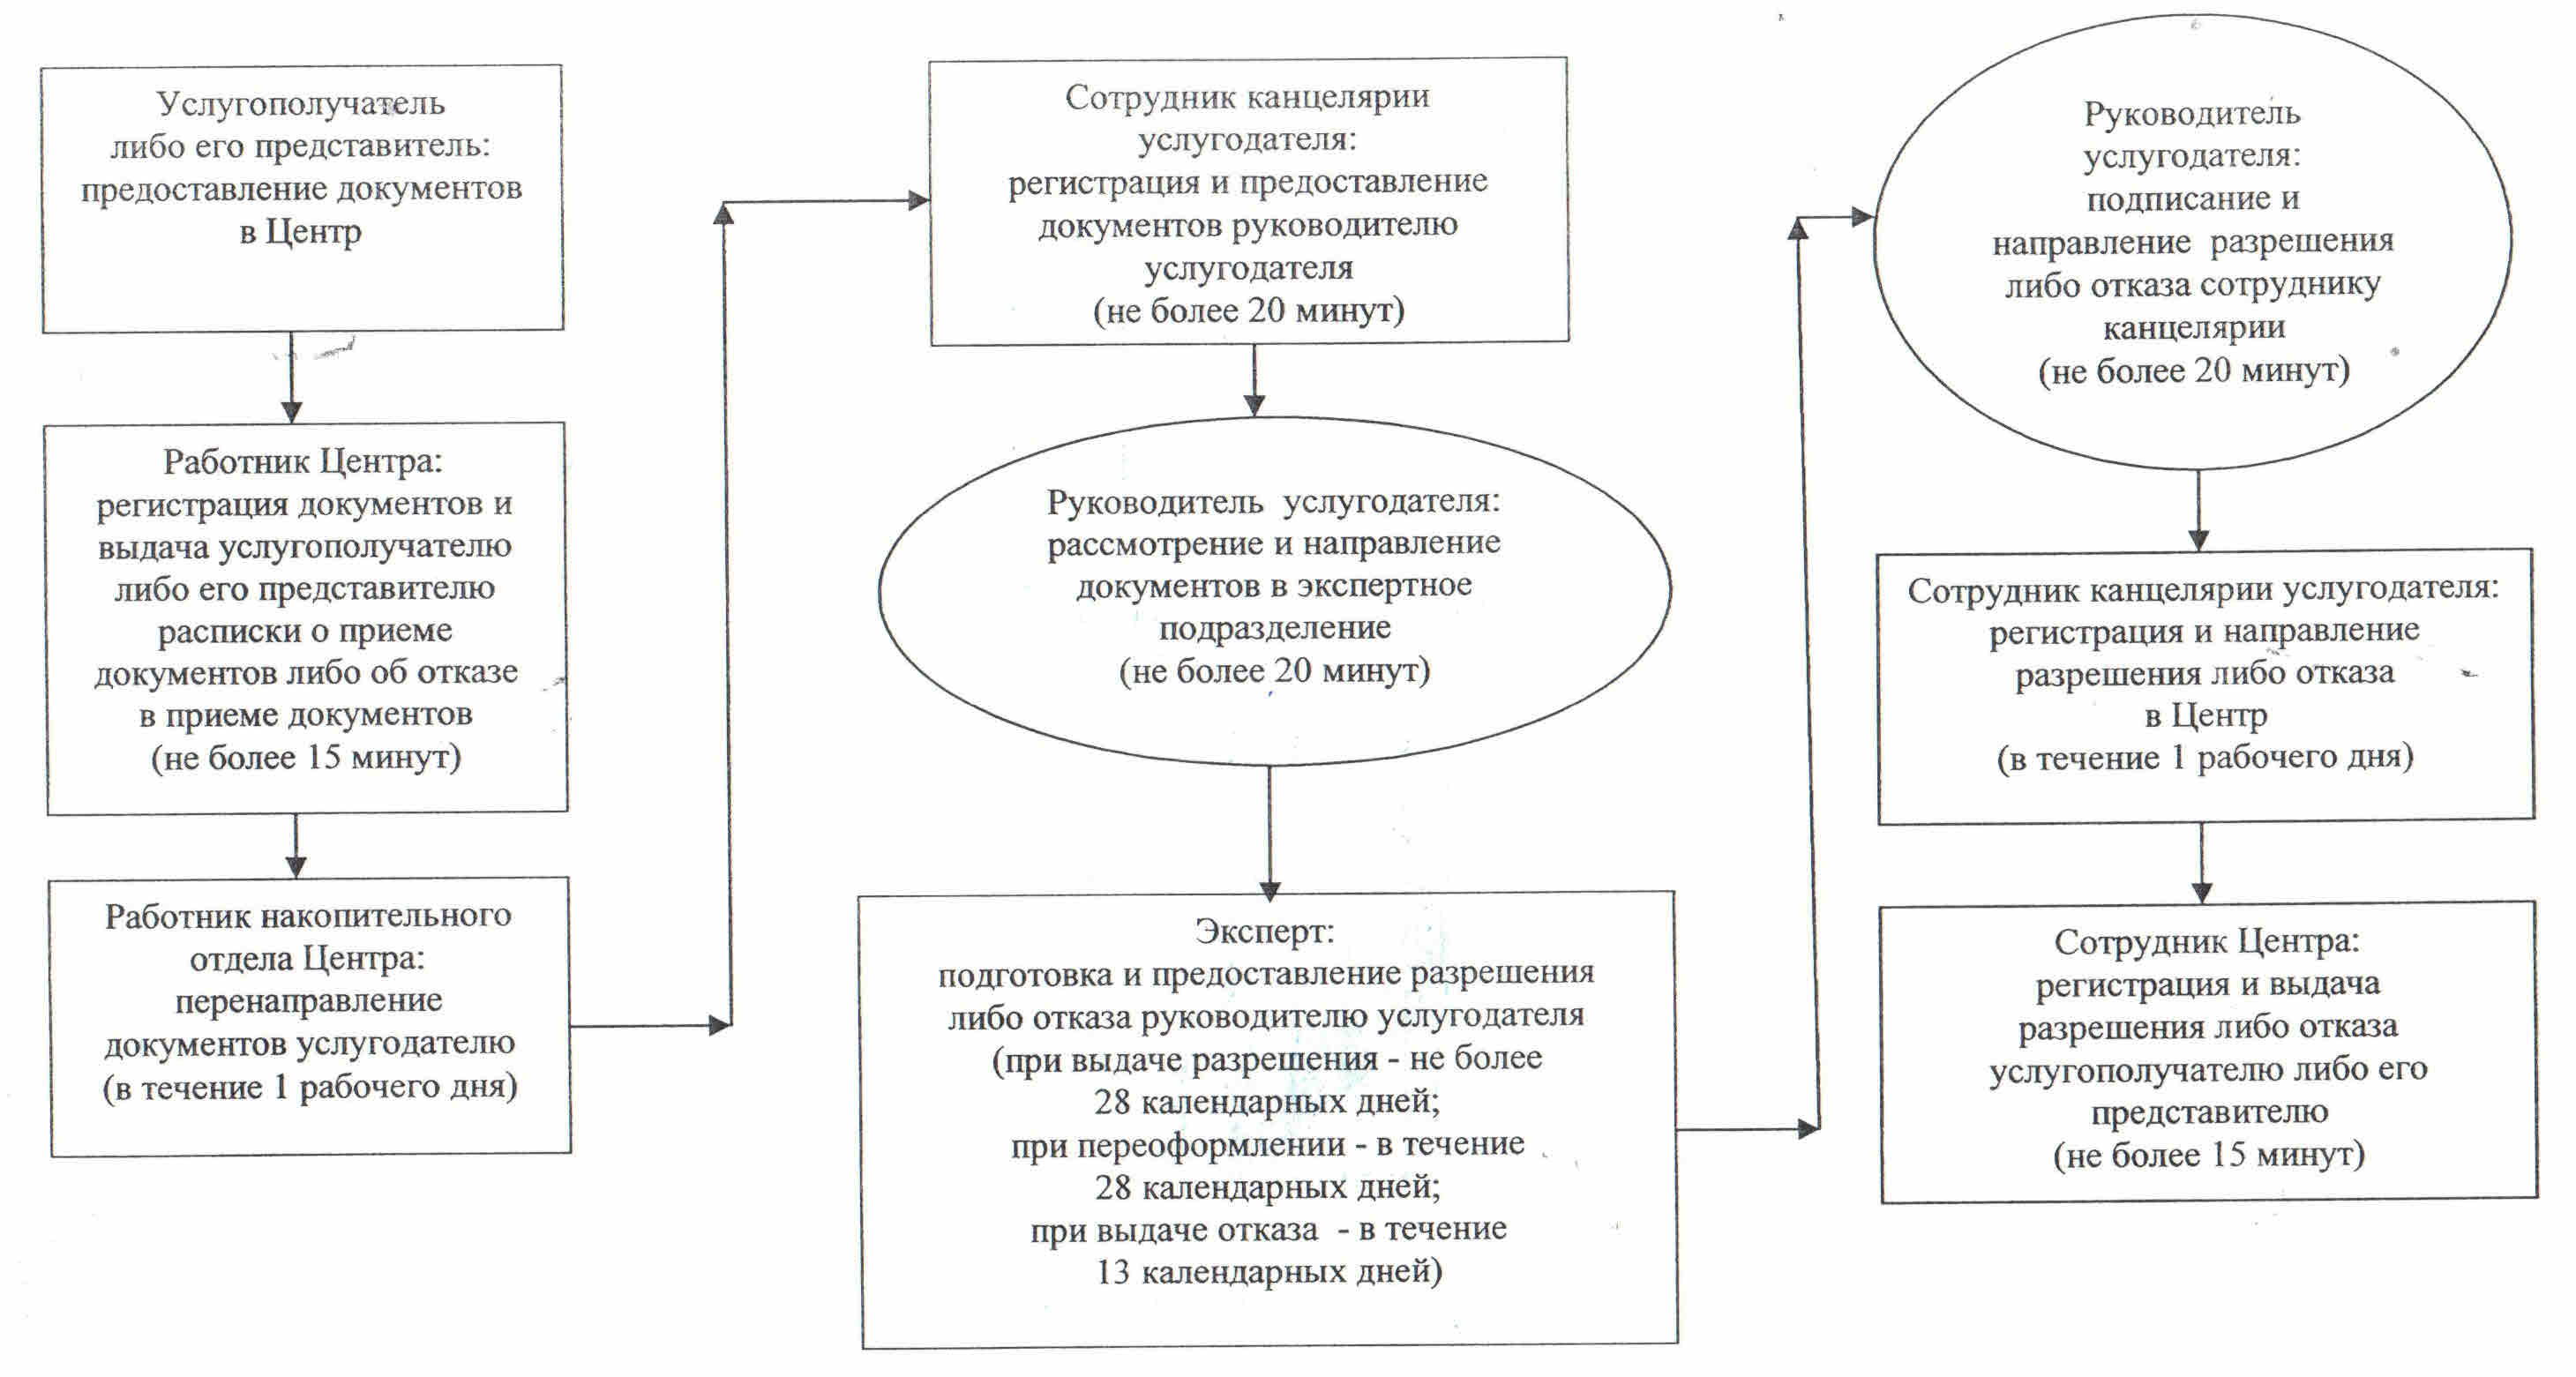 Услугополучатель
либо его представитель:
предоставление документов
в Центр
Работник Центра:
регистрация документов и
выдача услугополучателю
либо его представителю
расписки о приеме
документов либо об отказе
в приеме документов
(не более 15 минут)
Работник накопительного
отдела Центра:
перенаправление
документов услугодателю
(в течение 1 рабочего дня)
Сотрудник канцелярии
услугодателя:
регистрация и предоставление
документов руководителю
услугодателя
(не более 20 минут)
Руководитель услугодателя:
рассмотрение и направление
документов в экспертное
подразделение
(не более 20 минут)
Эксперт:
подготовка и предоставление разрешения
либо отказа руководителю услугодателя
(при выдаче разрешения - не более
28 календарных дней;
при переоформлении - в течение
28 календарных дней;
при выдаче отказа - в течение
13 календарных дней)
Руководитель
услугодателя:
подписание и
направление разрешения
либо отказа сотруднику
канцелярии
(не более 20 минут)
Сотрудник канцелярии услугодателя:
регистрация и направление
разрешения либо отказа
в Центр
(в течение 1 рабочего дня)
Сотрудник Центра:
регистрация и выдача
разрешения либо отказа
услугополучателю либо его
представителю
(не более 15 минут)